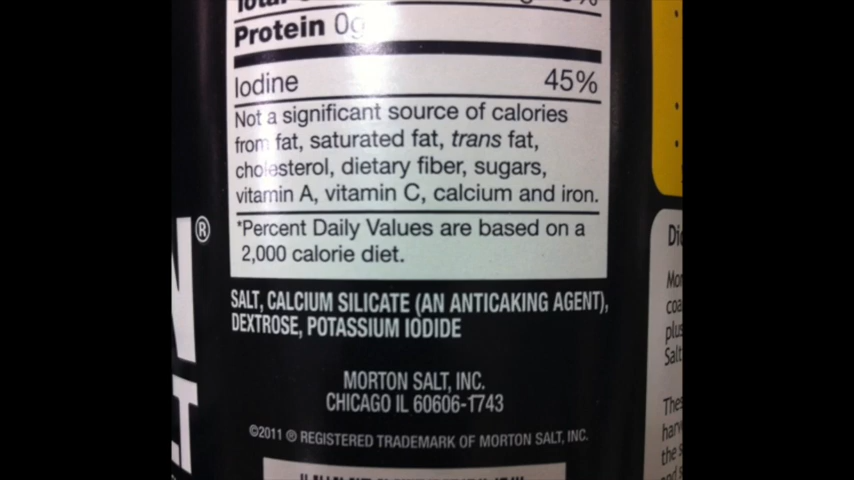 Protein 0g
Iodine 45%
Not a significant source of calories
from fat, saturated fat, trans fat,
cholesterol, dietary fiber, sugars,
vitamin A, vitamin C, calcium and iron.
*Percent Daily Values are based on a
2,000 calorie diet.
SALT, CALCIUM SILICATE (AN ANTICAKING AGENT),
DEXTROSE, POTASSIUM IODIDE
MORTON SALT, INC.
CHICAGO IL 60606-1743
©2011 ® REGISTERED TRADEMARK OF MORTON SALT, INC.
®
Salt